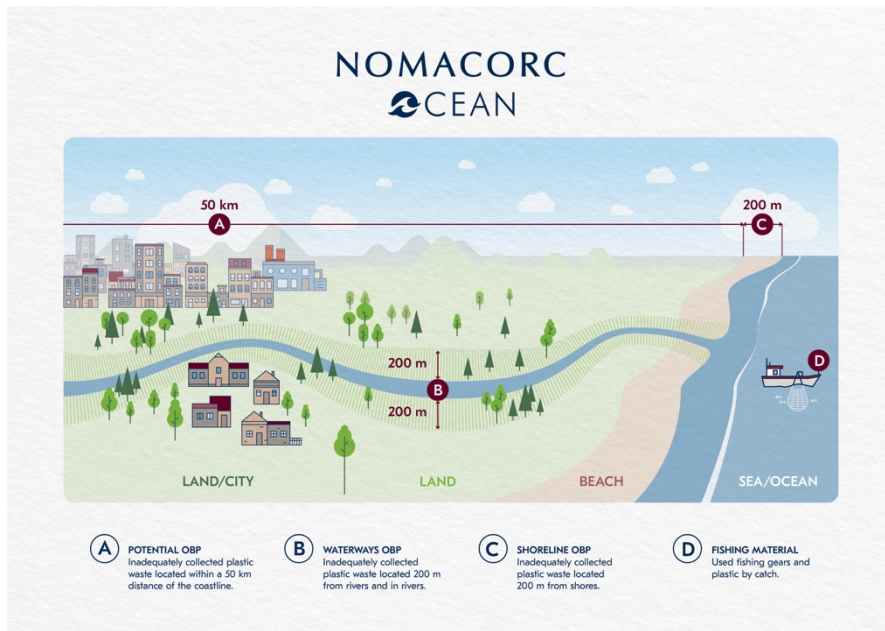 NOMACORC
OCEAN
50 km
A
200 m
C
200 m
B
200 m
D
LAND/CITY
LAND
BEACH
SEA/OCEAN
A
POTENTIAL OBP
Inadequately collected plastic
waste located within a 50 km
distance of the coastline.
B
WATERWAYS OBP
Inadequately collected
plastic waste located 200 m
from rivers and in rivers.
C
SHORELINE OBP
Inadequately collected
plastic waste located
200 m from shores.
D
FISHING MATERIAL
Used fishing gears and
plastic by catch.